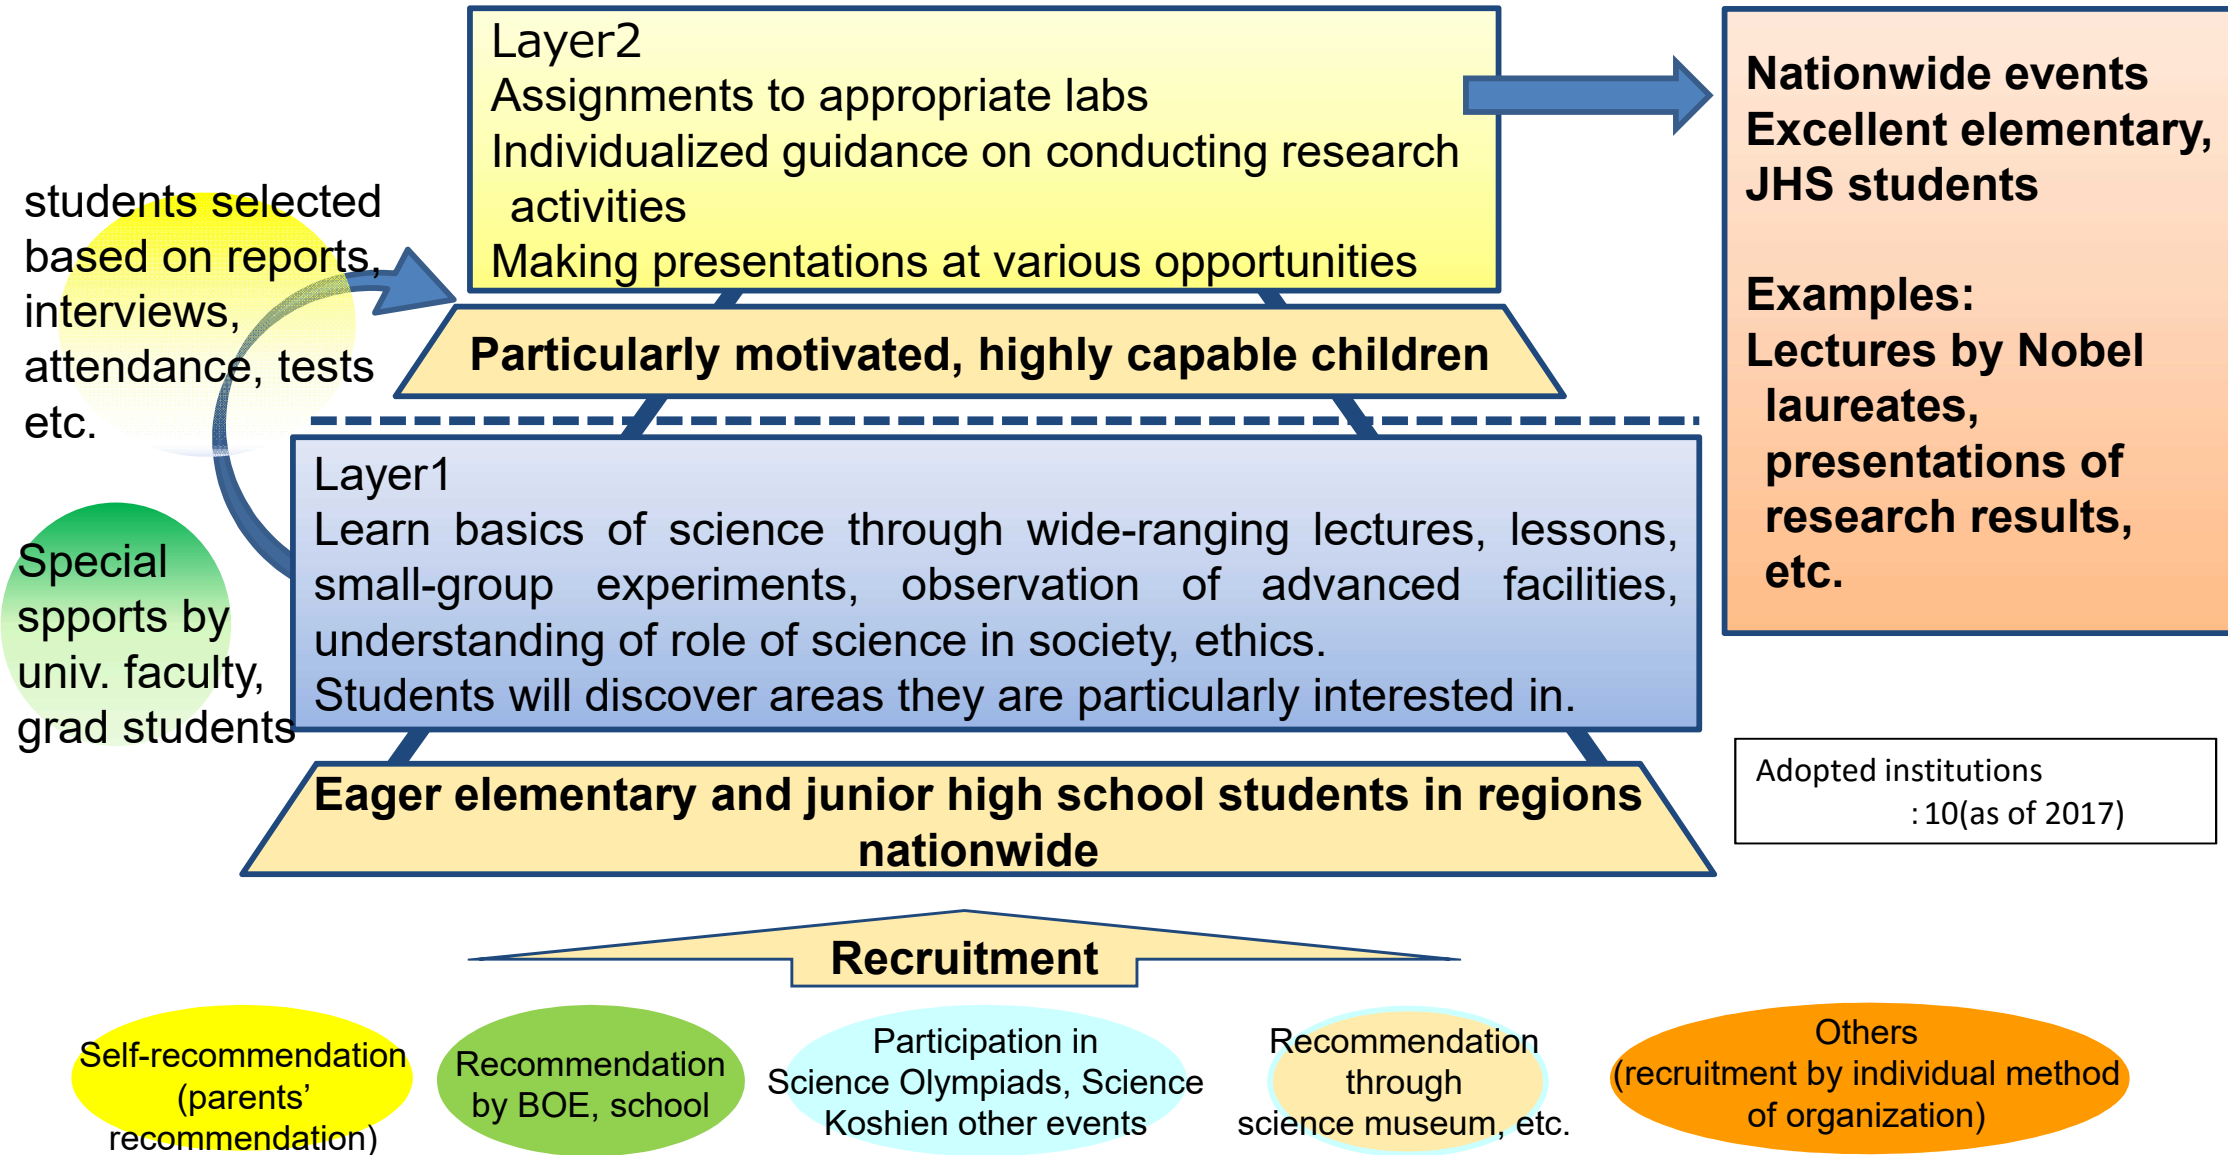 Layer2
Assignments to appropriate labs
Individualized guidance on conducting research
activities
Making presentations at various opportunities
Nationwide events
Excellent elementary,
JHS students
Examples:
Lectures by Nobel
laureates,
presentations of
research results,
etc.
students selected
based on reports,
interviews,
attendance, tests
etc.
Particularly motivated, highly capable children
Layer1
Learn basics of science through wide-ranging lectures, lessons,
small-group experiments, observation of advanced facilities,
understanding of role of science in society, ethics.
Students will discover areas they are particularly interested in.
Special
spports by
univ. faculty,
grad students
Eager elementary and junior high school students in regions
nationwide
Adopted institutions
: 10(as of 2017)
Recruitment
Self-recommendation
(parents’
recommendation)
Recommendation
by BOE, school
Participation in
Science Olympiads, Science
Koshien other events
Recommendation
through
science museum, etc.
Others
(recruitment by individual method
of organization)